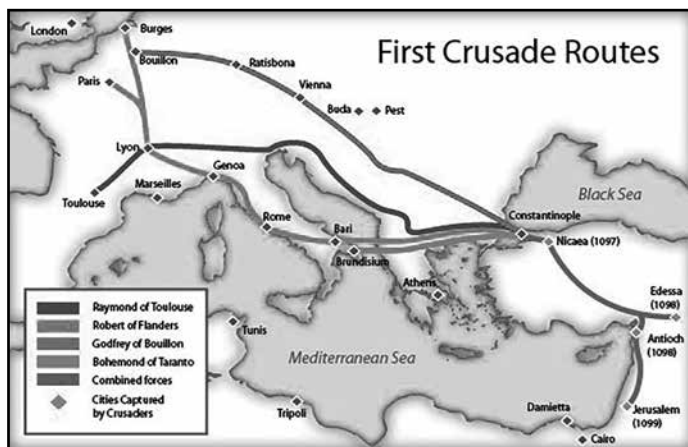 First Crusade Routes
London
Burges
Bouillon
Ratisbona
Paris
Vienna
Buda
Pest
Lyon
Genoa
Marseilles
Toulouse
Black Sea
Constantinople
Rome
Bari
Nicaea (1097)
Brundisium
Athens
Edessa
(1098)
Antioch
(1098)
Raymond of Toulouse
Robert of Flanders
Godfrey of Bouillon
Bohemond of Taranto
Combined forces
Cities Captured
by Crusaders
Tunis
Mediterranean Sea
Tripoli
Damietta
Jerusalem
(1099)
Cairo